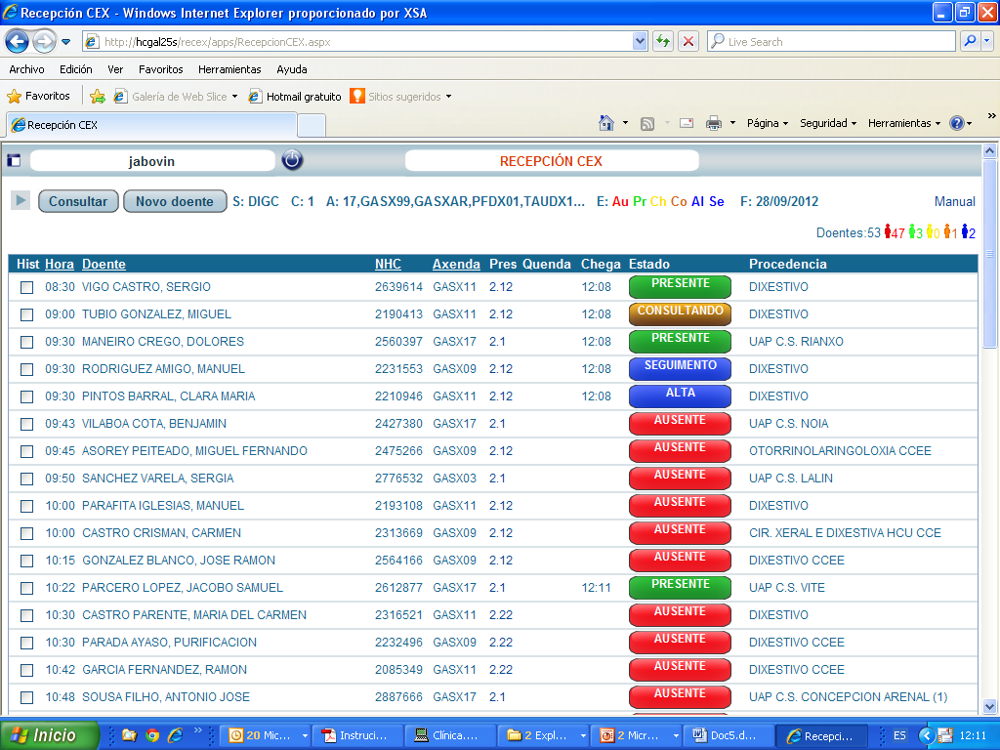 Recepción CEX - Windows Internet Explorer proporcionado por XSA
http://hcgal25s/recex/apps/RecepcionCEX.aspx Live Search
Archivo Edición Ver Favoritos Herramientas Ayuda
Favoritos Galería de Web Slice Hotmail gratuito Sitios sugeridos
Recepción CEX Página Seguridad Herramientas
jabovin RECEPCIÓN CEX
Consultar Novo doente S: DIGC C: 1 A: 17,GASX99,GASXAR,PFDX01,TAUDX1... E: Au Pr Ch Co Al Se F: 28/09/2012 Manual
Doentes:53 47 3 0 1 2
Hist Hora Doente NHC Axenda Pres Quenda Chega Estado Procedencia
08:30 VIGO CASTRO, SERGIO 2639614 GASX11 2.12 12:08 PRESENTE DIXESTIVO
09:00 TUBIO GONZALEZ, MIGUEL 2190413 GASX11 2.12 12:08 CONSULTANDO DIXESTIVO
09:30 MANEIRO CREGO, DOLORES 2560397 GASX17 2.1 12:08 PRESENTE UAP C.S. RIANXO
09:30 RODRIGUEZ AMIGO, MANUEL 2231553 GASX09 2.12 12:08 SEGUIMENTO DIXESTIVO
09:30 PINTOS BARRAL, CLARA MARIA 2210946 GASX11 2.12 12:08 ALTA DIXESTIVO
09:43 VILABOA COTA, BENJAMIN 2427380 GASX17 2.1 AUSENTE UAP C.S. NOIA
09:45 ASOREY PEITEADO, MIGUEL FERNANDO 2475266 GASX09 2.12 AUSENTE OTORRINOLARINGOLOXIA CCEE
09:50 SANCHEZ VARELA, SERGIA 2776532 GASX03 2.1 AUSENTE UAP C.S. LALIN
10:00 PARAFITA IGLESIAS, MANUEL 2193108 GASX11 2.12 AUSENTE DIXESTIVO
10:00 CASTRO CRISMAN, CARMEN 2313669 GASX09 2.12 AUSENTE CIR. XERAL E DIXESTIVA HCU CCE
10:15 GONZALEZ BLANCO, JOSE RAMON 2564166 GASX09 2.12 AUSENTE DIXESTIVO CCEE
10:22 PARCERO LOPEZ, JACOBO SAMUEL 2612877 GASX17 2.1 12:11 PRESENTE UAP C.S. VITE
10:30 CASTRO PARENTE, MARIA DEL CARMEN 2316521 GASX11 2.22 AUSENTE DIXESTIVO
10:30 PARADA AYASO, PURIFICACION 2232496 GASX09 2.22 AUSENTE DIXESTIVO CCEE
10:42 GARCIA FERNANDEZ, RAMON 2085349 GASX11 2.22 AUSENTE DIXESTIVO CCEE
10:48 SOUSA FILHO, ANTONIO JOSE 2887666 GASX17 2.1 AUSENTE UAP C.S. CONCEPCION ARENAL (1)
Inicio 20 Mic... Instruci... Clínica.... 2 Expl... 2 Micr... Doc5.d... Recepci... ES 12:11